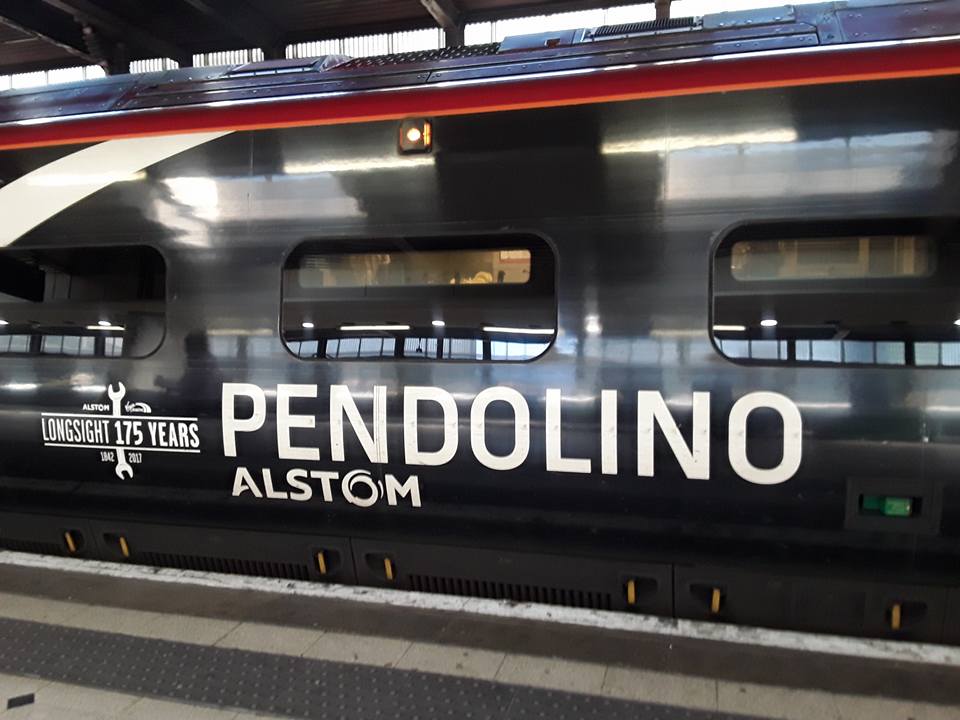 ALSTOM
LONGSIGHT 175 YEARS
1842 2017
PENDOLINO
ALSTOM